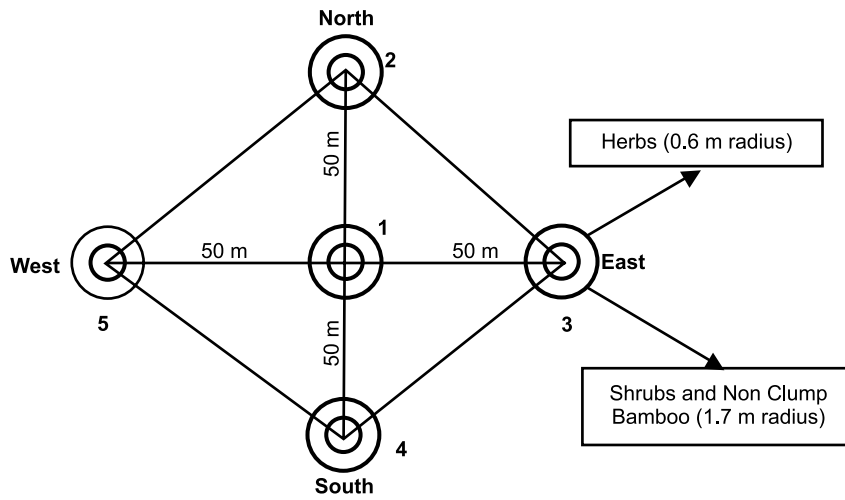 North
2
50 m
Herbs (0.6 m radius)
1
West
50 m
50 m
East
5
3
50 m
Shrubs and Non Clump
Bamboo (1.7 m radius)
4
South